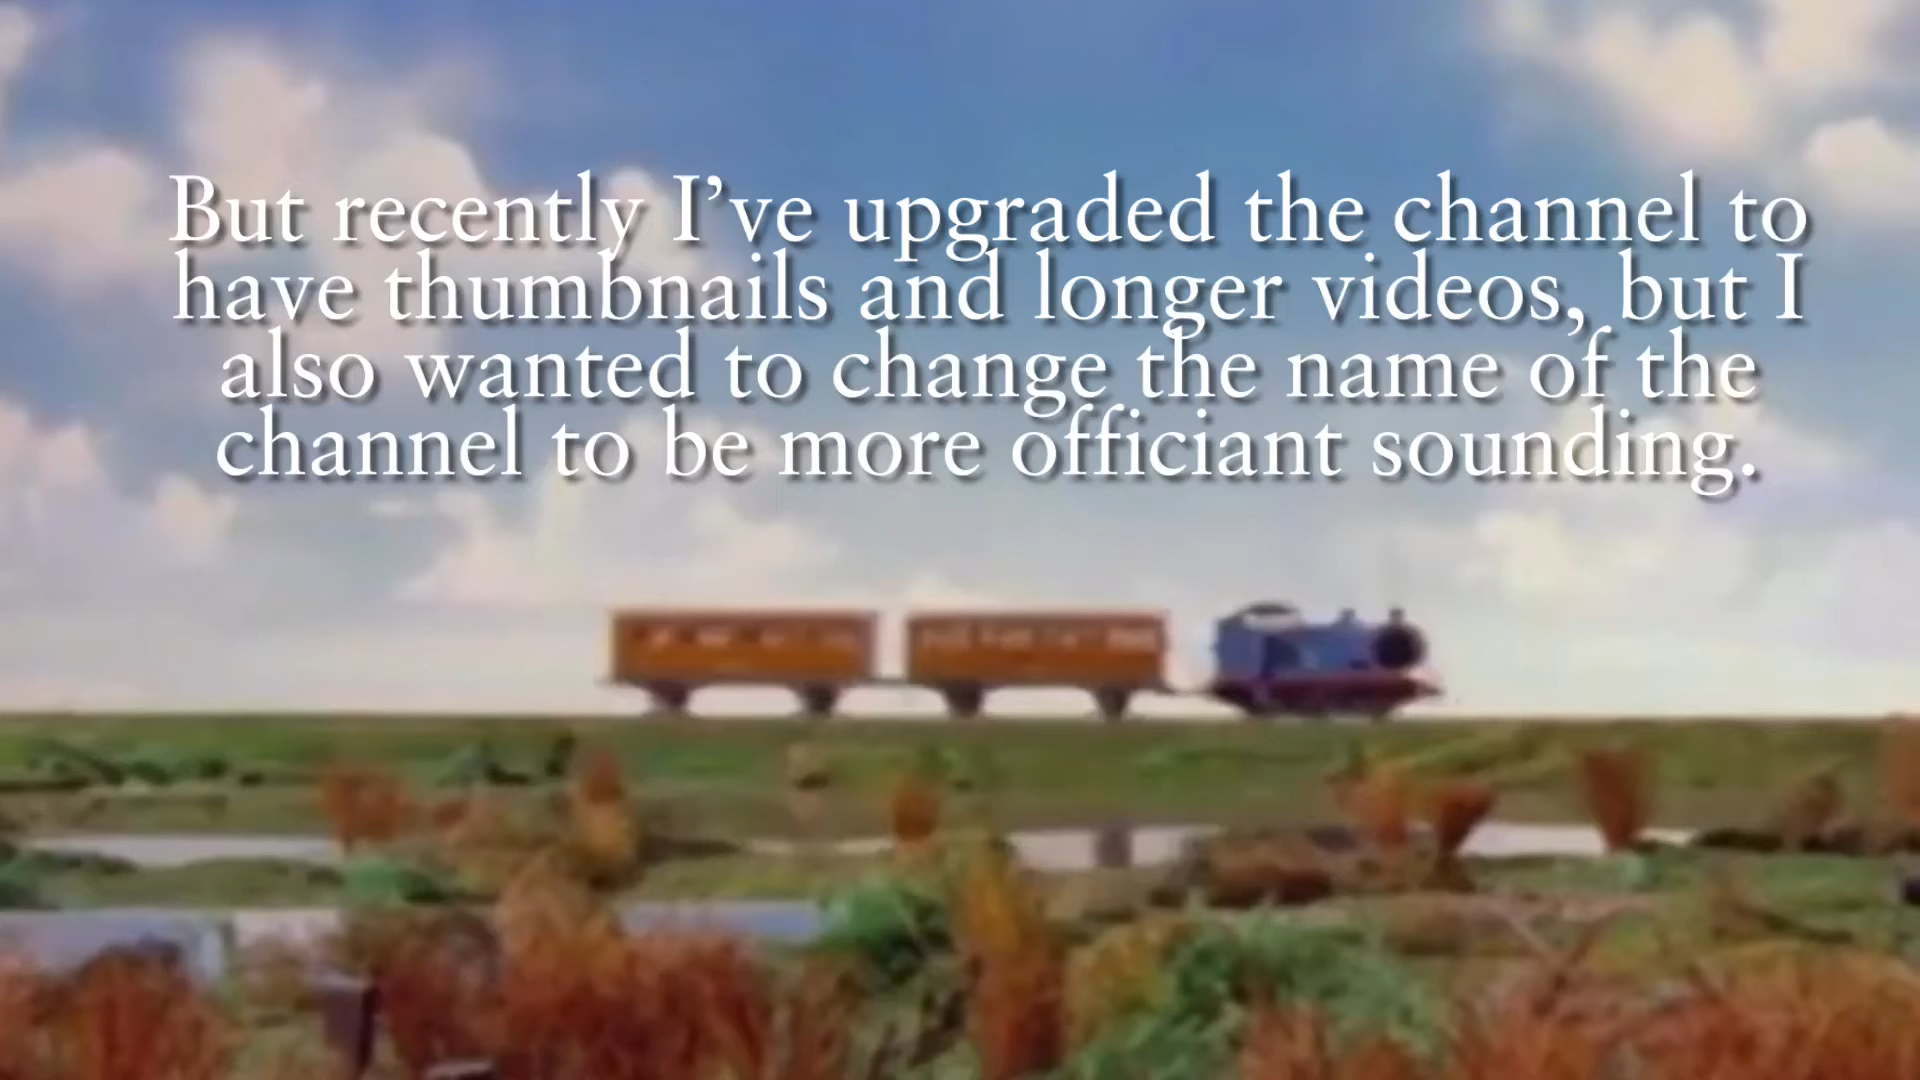 But recently I've upgraded the channel to
have thumbnails and longer videos, but I
also wanted to change the name of the
channel to be more officiant sounding.